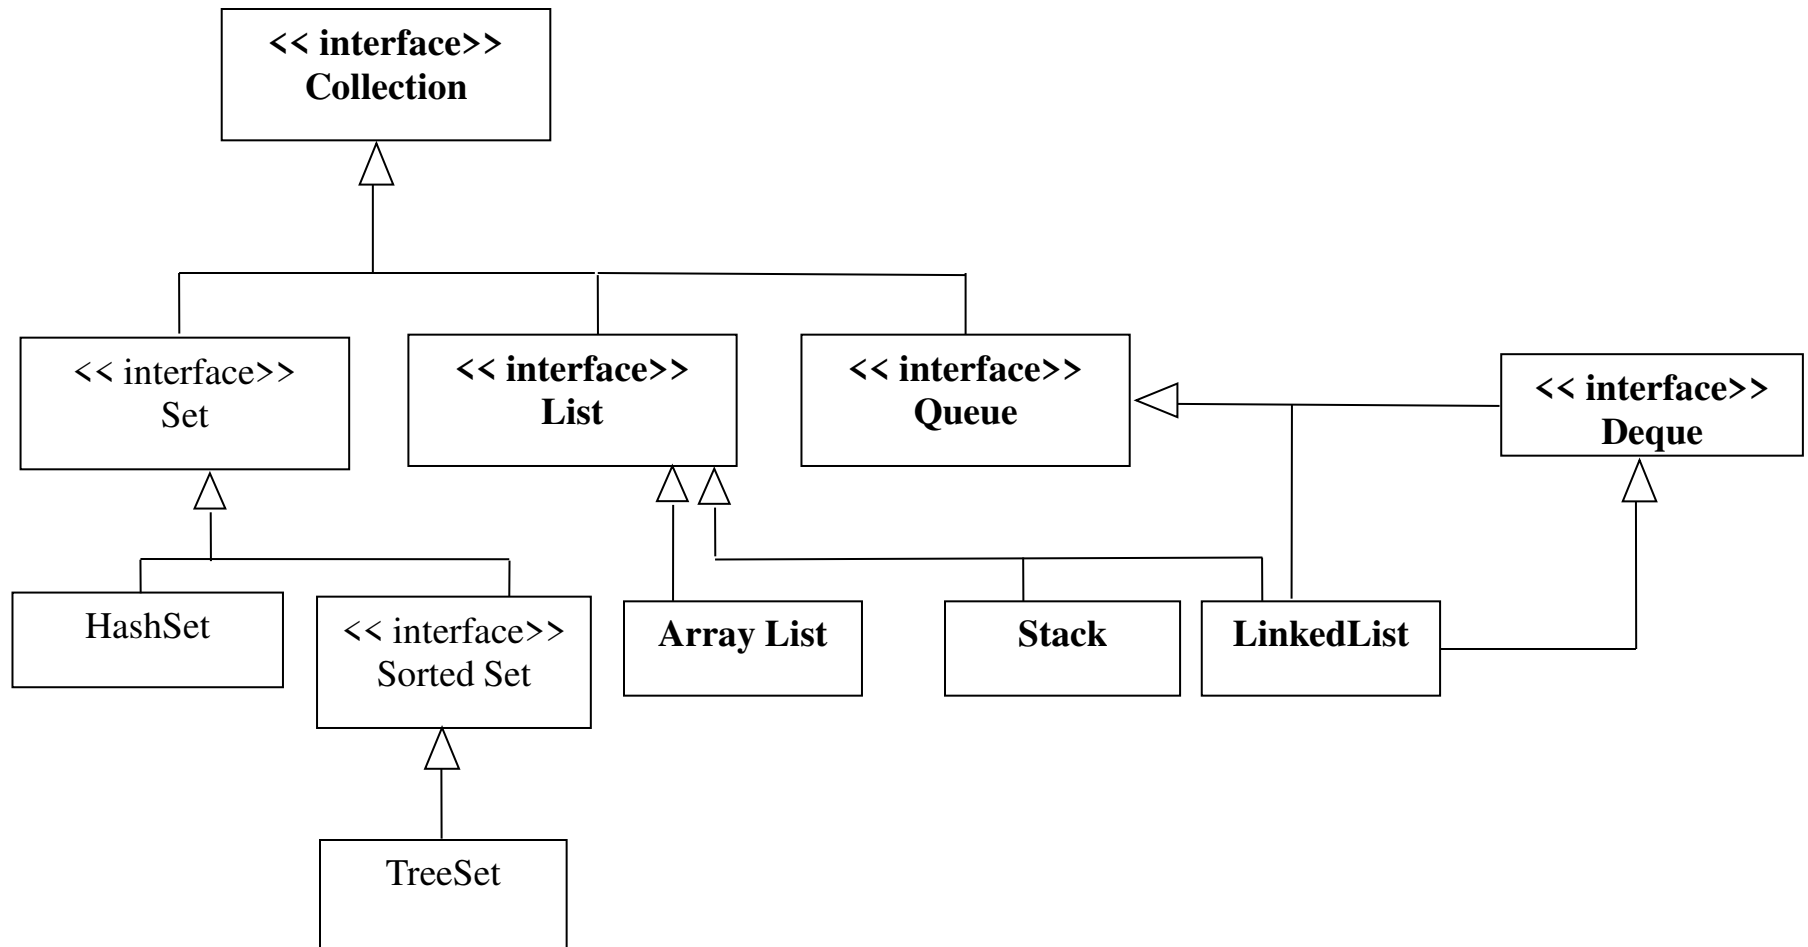 << interface>>
Collection
<< interface>>
Set
<< interface>>
List
<< interface>>
Queue
<< interface>>
Deque
HashSet
<< interface>>
Sorted Set
Array List
Stack
LinkedList
TreeSet